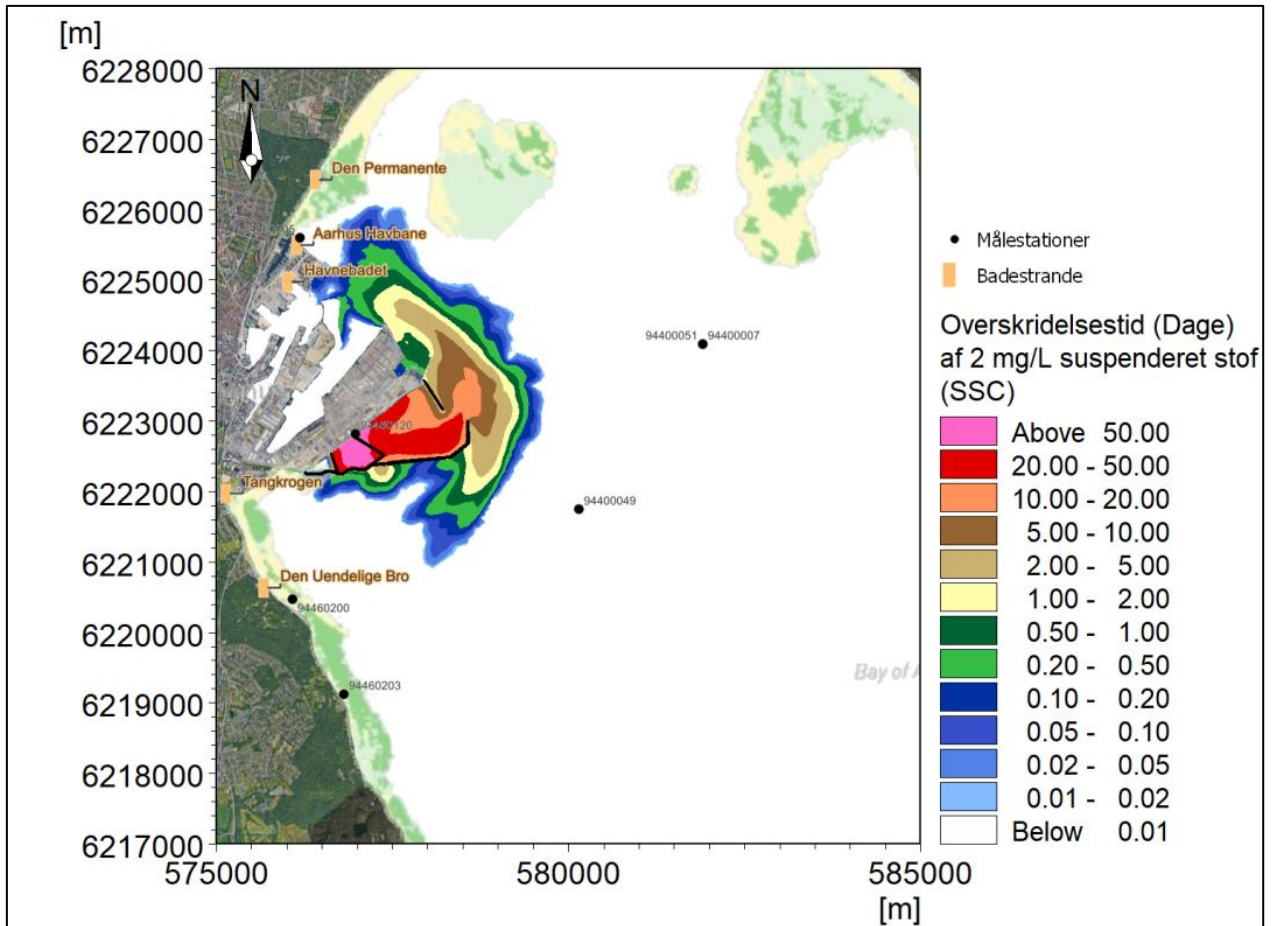 [m]
6228000
6227000
6226000
6225000
6224000
6223000
6222000
6221000
6220000
6219000
6218000
6217000
575000
580000
585000
[m]
N
Den Permanente
Aarhus Havbane
Havnebadet
94400051 94400007
Tangkrogen
94400049
Den Uendelige Bro
94460200
94460203
Bay of A
Målestationer
Badestrande
Overskridelsestid (Dage)
af 2 mg/L suspenderet stof
(SSC)
Above 50.00
20.00 - 50.00
10.00 - 20.00
5.00 - 10.00
2.00 - 5.00
1.00 - 2.00
0.50 - 1.00
0.20 - 0.50
0.10 - 0.20
0.05 - 0.10
0.02 - 0.05
0.01 - 0.02
Below 0.01